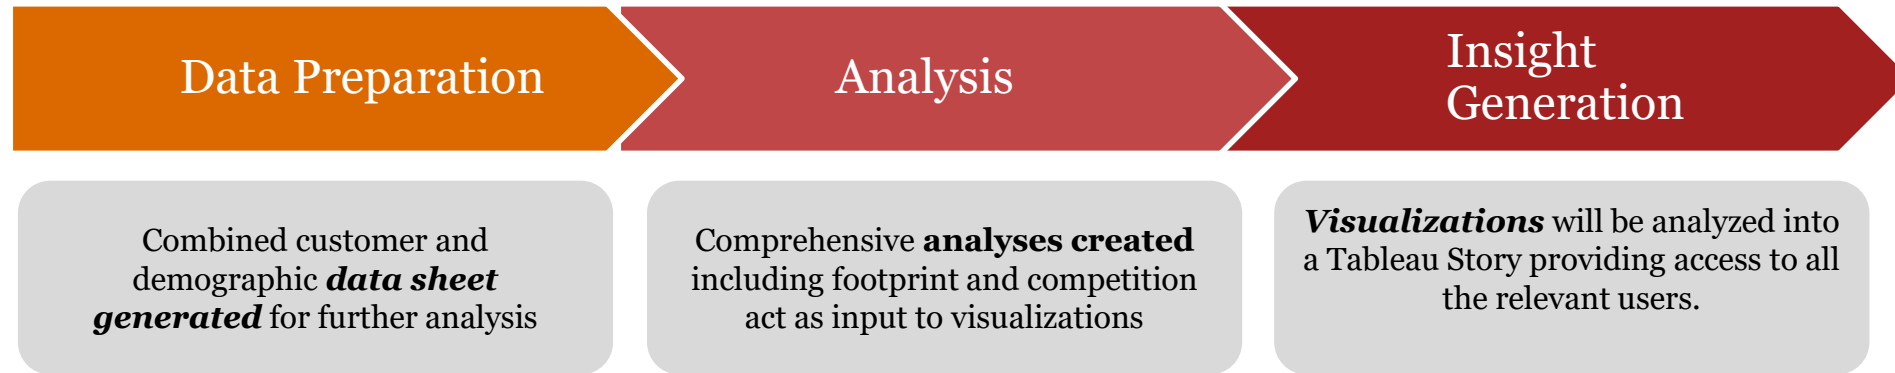 Data Preparation
Analysis
Insight
Generation
Combined customer and
demographic data sheet
generated for further analysis
Comprehensive analyses created
including footprint and competition
act as input to visualizations
Visualizations will be analyzed into
a Tableau Story providing access to all
the relevant users.